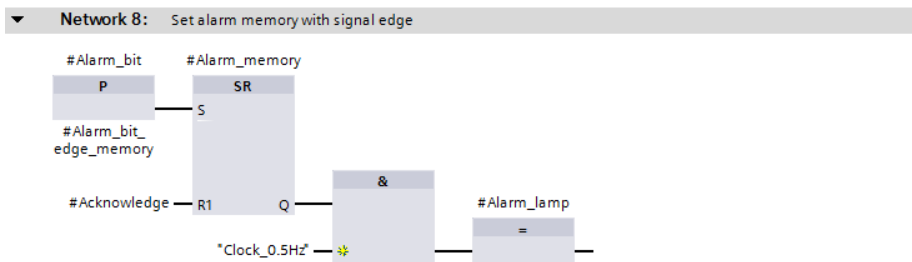 Network 8: Set alarm memory with signal edge
#Alarm_bit #Alarm_memory
P SR
S
#Alarm_bit_
edge_memory
&
#Acknowledge R1 Q #Alarm_lamp
=
"Clock_0.5Hz"